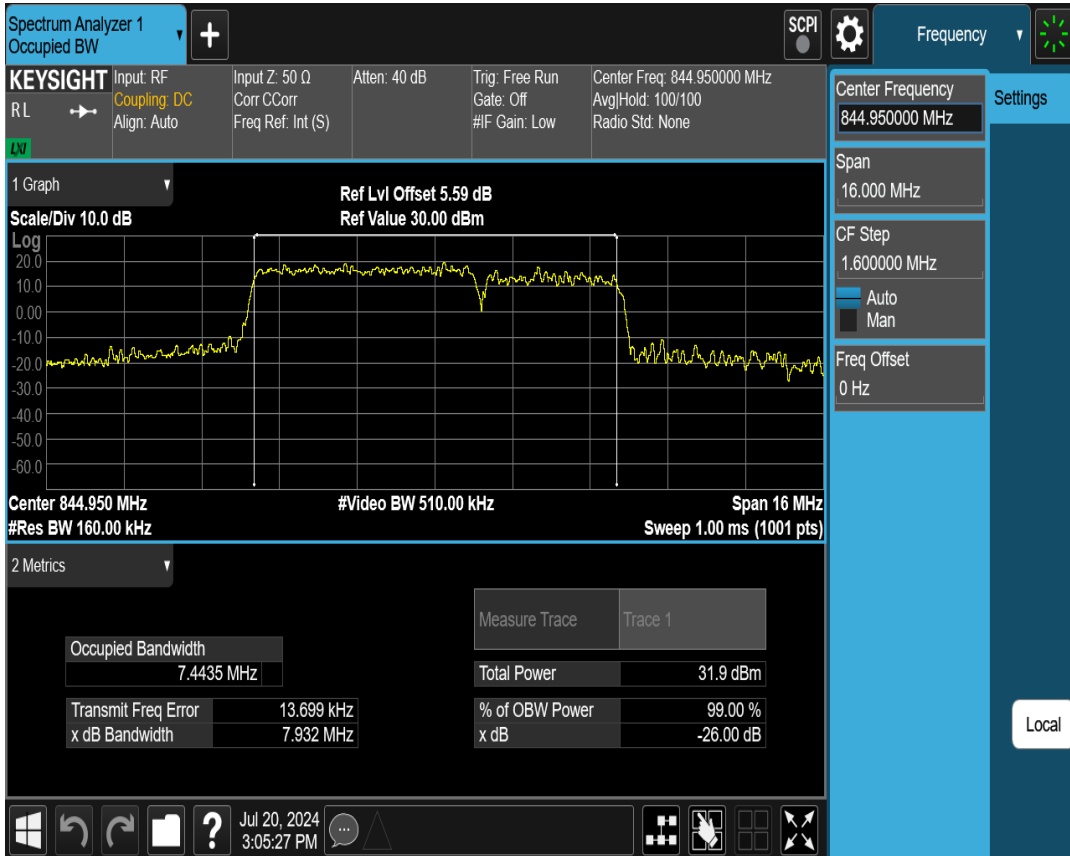 Spectrum Analyzer 1
Occupied BW
SCPI
Frequency
KEYSIGHT
RL
LXI
Input: RF
Coupling: DC
Align: Auto
Input Z: 50 Ω
Corr CCorr
Freq Ref: Int (S)
Atten: 40 dB
Trig: Free Run
Gate: Off
#IF Gain: Low
Center Freq: 844.950000 MHz
Avg|Hold: 100/100
Radio Std: None
Center Frequency
844.950000 MHz
Settings
Span
16.000 MHz
CF Step
1.600000 MHz
Auto
Man
Freq Offset
0 Hz
Local
1 Graph
Scale/Div 10.0 dB
Ref Lvl Offset 5.59 dB
Ref Value 30.00 dBm
Log
20.0
10.0
0.00
-10.0
-20.0
-30.0
-40.0
-50.0
-60.0
Center 844.950 MHz
#Video BW 510.00 kHz
Span 16 MHz
#Res BW 160.00 kHz
Sweep 1.00 ms (1001 pts)
2 Metrics
Measure Trace
Trace 1
Occupied Bandwidth
7.4435 MHz
Total Power
31.9 dBm
Transmit Freq Error
13.699 kHz
% of OBW Power
99.00 %
x dB Bandwidth
7.932 MHz
x dB
-26.00 dB
?
Jul 20, 2024
3:05:27 PM